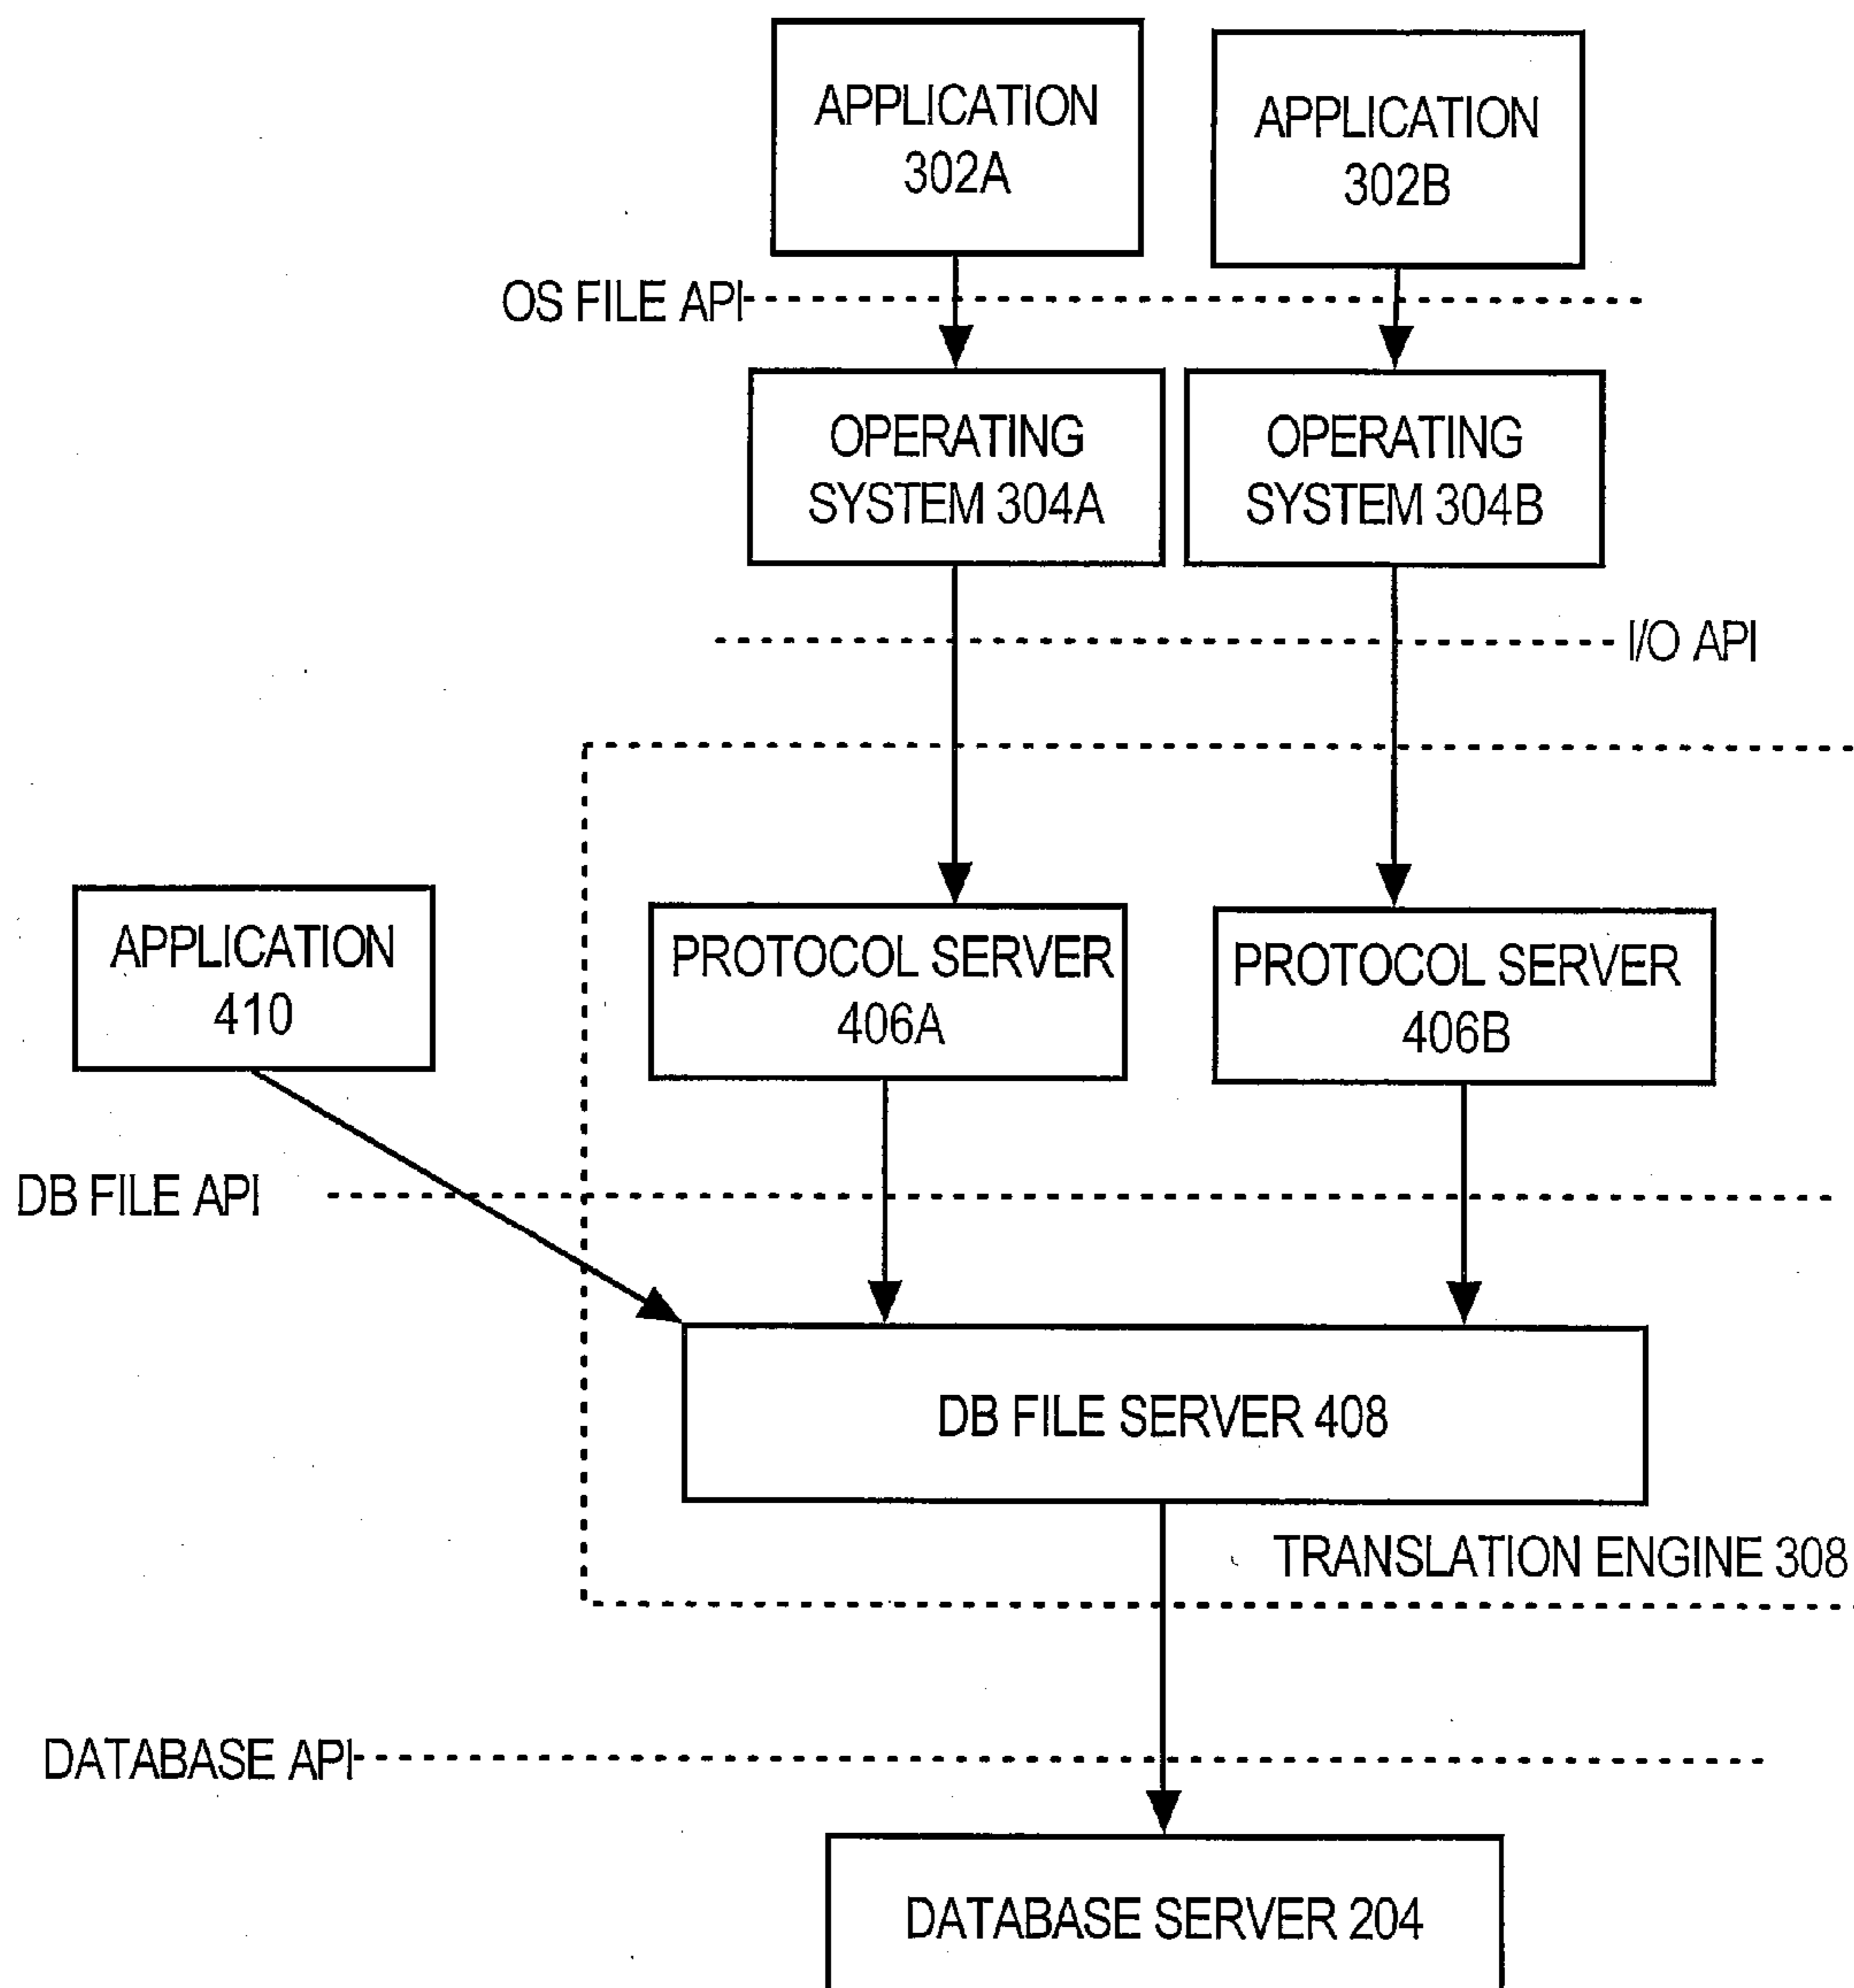 APPLICATION
302A
APPLICATION
302B
OS FILE API
OPERATING
SYSTEM 304A
OPERATING
SYSTEM 304B
I/O API
APPLICATION
410
PROTOCOL SERVER
406A
PROTOCOL SERVER
406B
DB FILE API
DB FILE SERVER 408
TRANSLATION ENGINE 308
DATABASE API
DATABASE SERVER 204